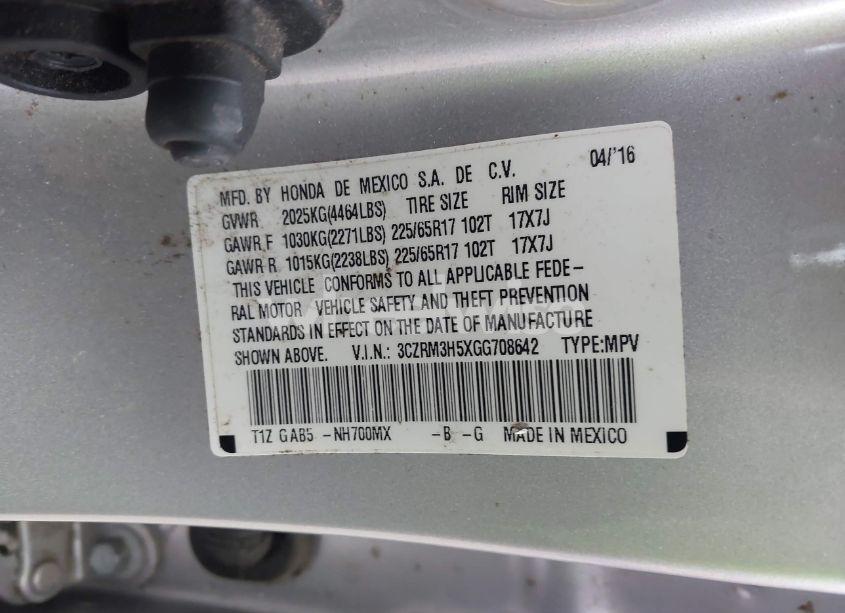 MFD. BY HONDA DE MEXICO S.A. DE C.V. 04/'16
GVWR 2025KG(4464LBS) TIRE SIZE RIM SIZE
GAWR F 1030KG(2271LBS) 225/65R17 102T 17X7J
GAWR R 1015KG(2238LBS) 225/65R17 102T 17X7J
THIS VEHICLE CONFORMS TO ALL APPLICABLE FEDE-
RAL MOTOR VEHICLE SAFETY AND THEFT PREVENTION
STANDARDS IN EFFECT ON THE DATE OF MANUFACTURE
SHOWN ABOVE. V.I.N.: 3CZRM3H5XGG708642 TYPE:MPV
T1Z GAB5 -NH700MX -B -G MADE IN MEXICO